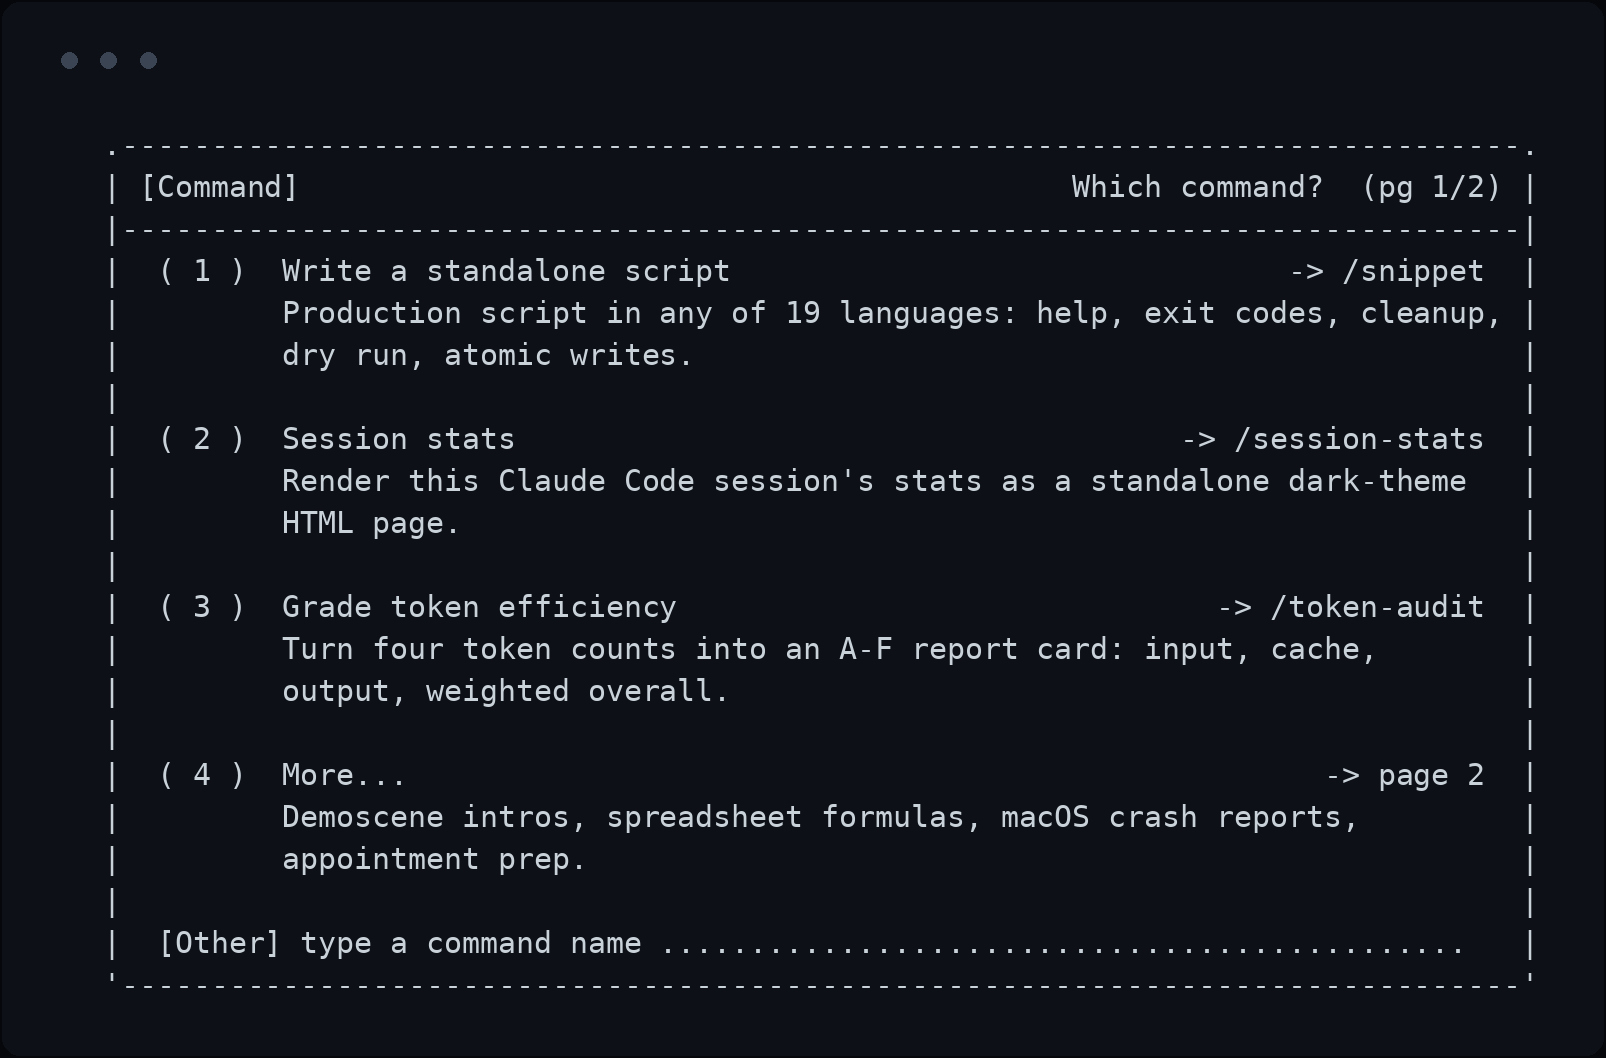 .------------------------------------------------------------------------------.
| [Command]                                           Which command?  (pg 1/2) |
|------------------------------------------------------------------------------|
|  ( 1 )  Write a standalone script                               -> /snippet  |
|         Production script in any of 19 languages: help, exit codes, cleanup, |
|         dry run, atomic writes.                                              |
|                                                                              |
|  ( 2 )  Session stats                                     -> /session-stats  |
|         Render this Claude Code session's stats as a standalone dark-theme   |
|         HTML page.                                                           |
|                                                                              |
|  ( 3 )  Grade token efficiency                              -> /token-audit  |
|         Turn four token counts into an A-F report card: input, cache,        |
|         output, weighted overall.                                            |
|                                                                              |
|  ( 4 )  More...                                                   -> page 2  |
|         Demoscene intros, spreadsheet formulas, macOS crash reports,         |
|         appointment prep.                                                    |
|                                                                              |
|  [Other] type a command name .............................................   |
'------------------------------------------------------------------------------'